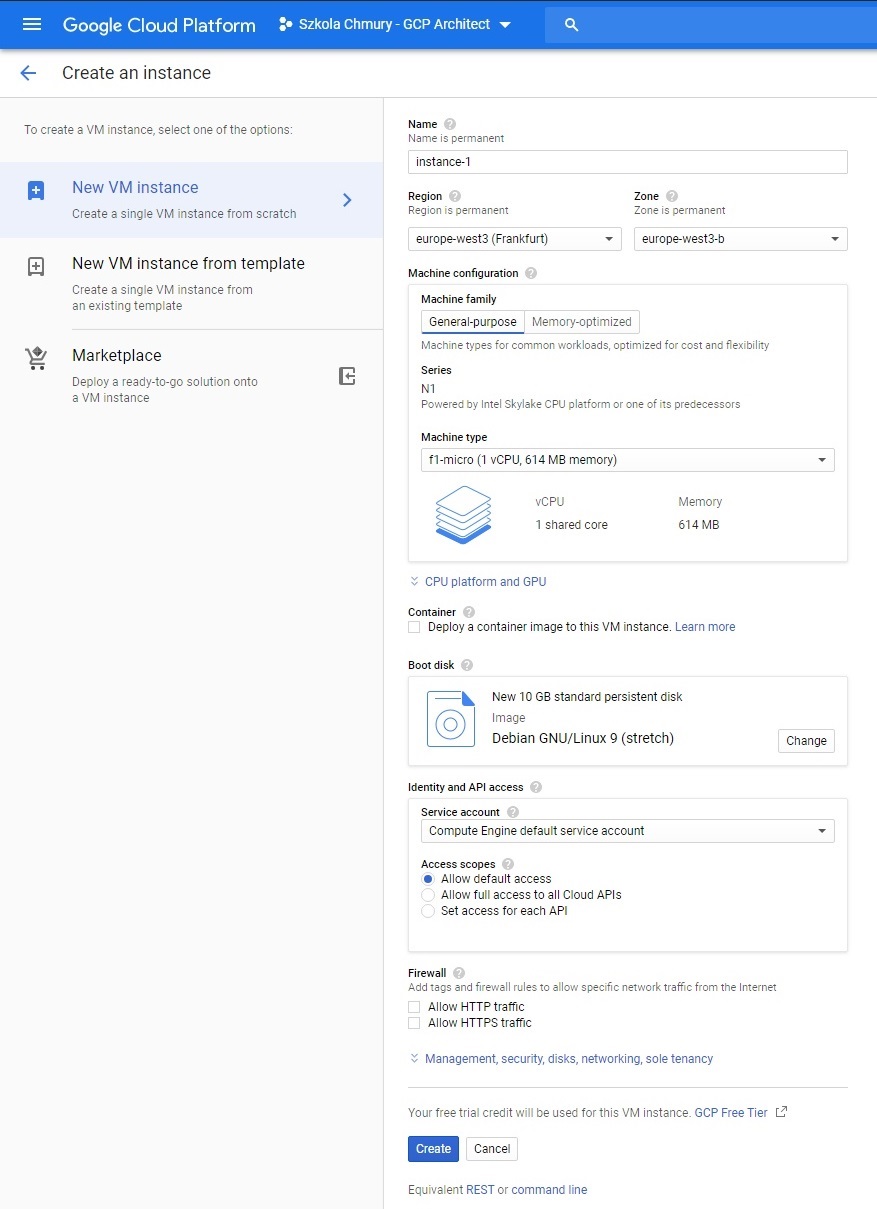 Google Cloud Platform
Szkola Chmury - GCP Architect
Create an instance
To create a VM instance, select one of the options:
New VM instance
Create a single VM instance from scratch
New VM instance from template
Create a single VM instance from
an existing template
Marketplace
Deploy a ready-to-go solution onto
a VM instance
Name
Name is permanent
instance-1
Region
Region is permanent
europe-west3 (Frankfurt)
Zone
Zone is permanent
europe-west3-b
Machine configuration
Machine family
General-purpose
Memory-optimized
Machine types for common workloads, optimized for cost and flexibility
Series
N1
Powered by Intel Skylake CPU platform or one of its predecessors
Machine type
f1-micro (1 vCPU, 614 MB memory)
vCPU
1 shared core
Memory
614 MB
CPU platform and GPU
Container
Deploy a container image to this VM instance. Learn more
Boot disk
New 10 GB standard persistent disk
Image
Debian GNU/Linux 9 (stretch)
Change
Identity and API access
Service account
Compute Engine default service account
Access scopes
Allow default access
Allow full access to all Cloud APIs
Set access for each API
Firewall
Add tags and firewall rules to allow specific network traffic from the Internet
Allow HTTP traffic
Allow HTTPS traffic
Management, security, disks, networking, sole tenancy
Your free trial credit will be used for this VM instance. GCP Free Tier
Create
Cancel
Equivalent REST or command line